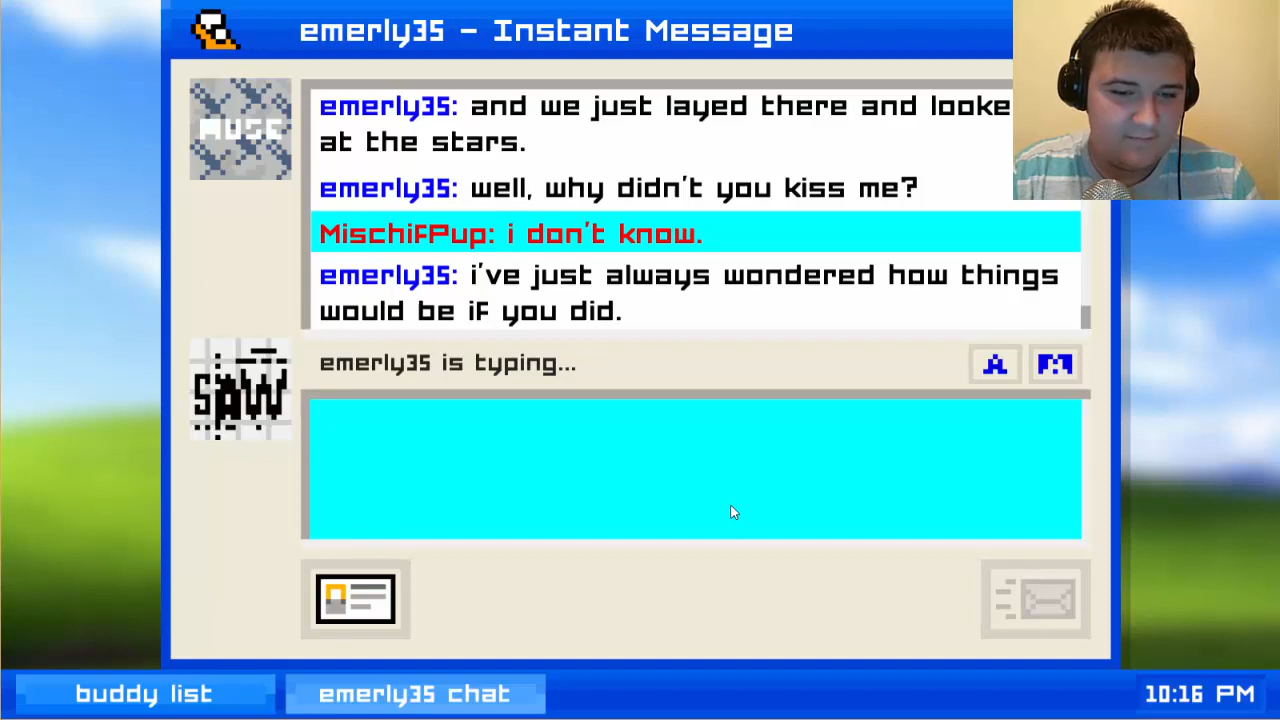 emerly35 - Instant Message
MUSE
emerly35: and we just layed there and looke
at the stars.
emerly35: well, why didn't you kiss me?
MischifPup: i don't know.
emerly35: i've just always wondered how things
would be if you did.
SAW
emerly35 is typing...
A
buddy list
emerly35 chat
10:16 PM